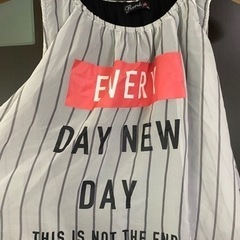 EVERY
DAY NEW
DAY
THIS IS NOT THE END